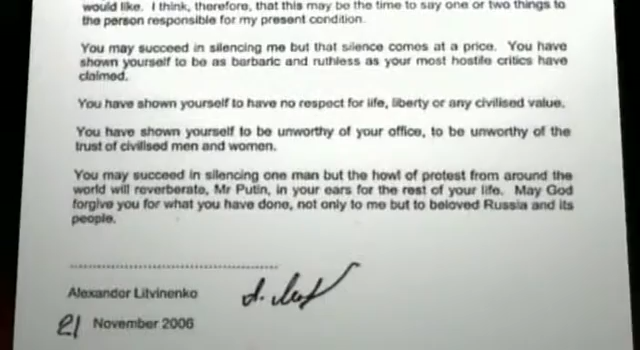 would like. I think, therefore, that this may be the time to say one or two things to
the person responsible for my present condition.
You may succeed in silencing me but that silence comes at a price. You have
shown yourself to be as barbaric and ruthless as your most hostile critics have
claimed.
You have shown yourself to have no respect for life, liberty or any civilised value.
You have shown yourself to be unworthy of your office, to be unworthy of the
trust of civilised men and women.
You may succeed in silencing one man but the howl of protest from around the
world will reverberate, Mr Putin, in your ears for the rest of your life. May God
forgive you for what you have done, not only to me but to beloved Russia and its
people.
Alexander Litvinenko
21 November 2006